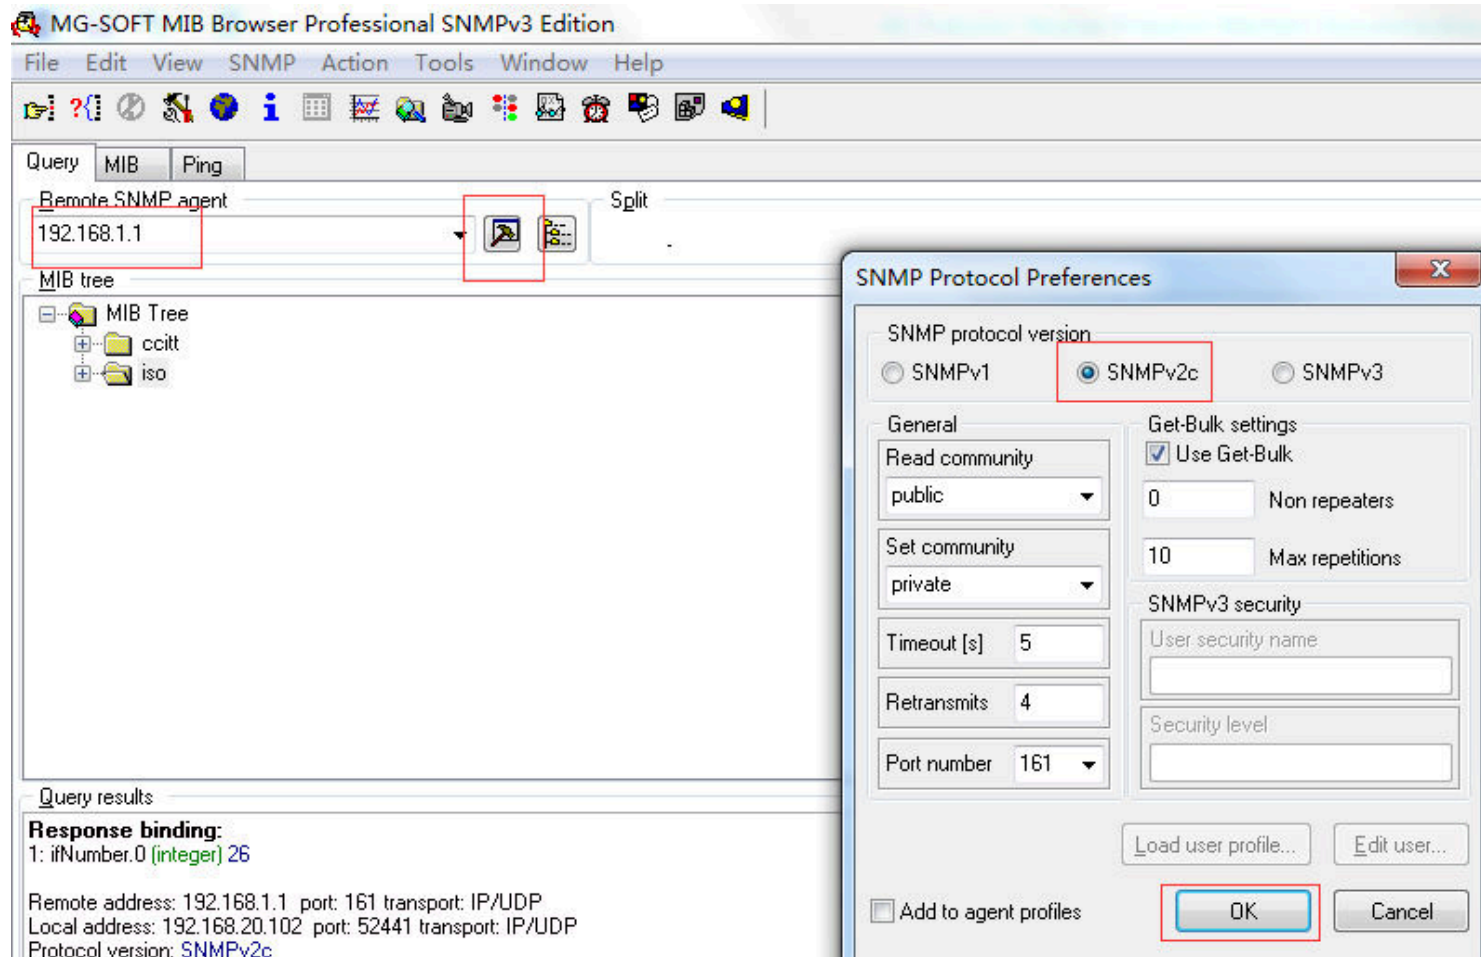 MG-SOFT MIB Browser Professional SNMPv3 Edition
File Edit View SNMP Action Tools Window Help
Query MIB Ping
Remote SNMP agent
Split
192.168.1.1
MIB tree
MIB Tree
ccitt
iso
SNMP Protocol Preferences
SNMP protocol version
SNMPv1 SNMPv2c SNMPv3
General
Read community
public
Set community
private
Timeout [s] 5
Retransmits 4
Port number 161
Get-Bulk settings
Use Get-Bulk
0 Non repeaters
10 Max repetitions
SNMPv3 security
User security name
Security level
Load user profile... Edit user...
Add to agent profiles OK Cancel
Query results
Response binding:
1: ifNumber.0 (integer) 26
Remote address: 192.168.1.1 port: 161 transport: IP/UDP
Local address: 192.168.20.102 port: 52441 transport: IP/UDP
Protocol version: SNMPv2c